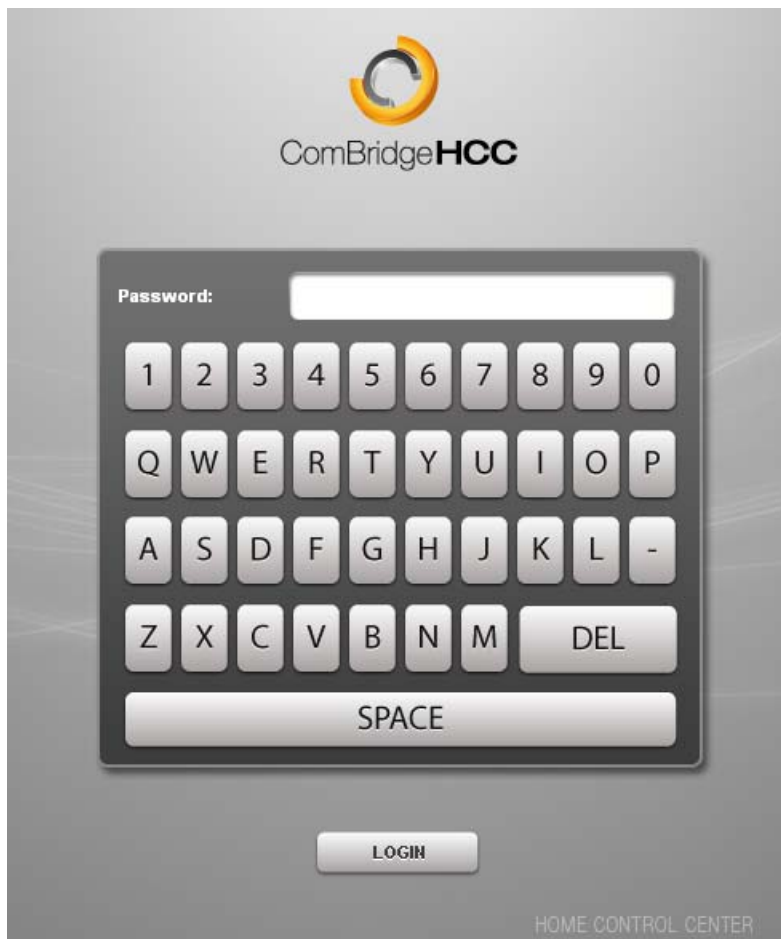 ComBridgeHCC
Password:
1 2 3 4 5 6 7 8 9 0
Q W E R T Y U I O P
A S D F G H J K L -
Z X C V B N M DEL
SPACE
LOGIN
HOME CONTROL CENTER